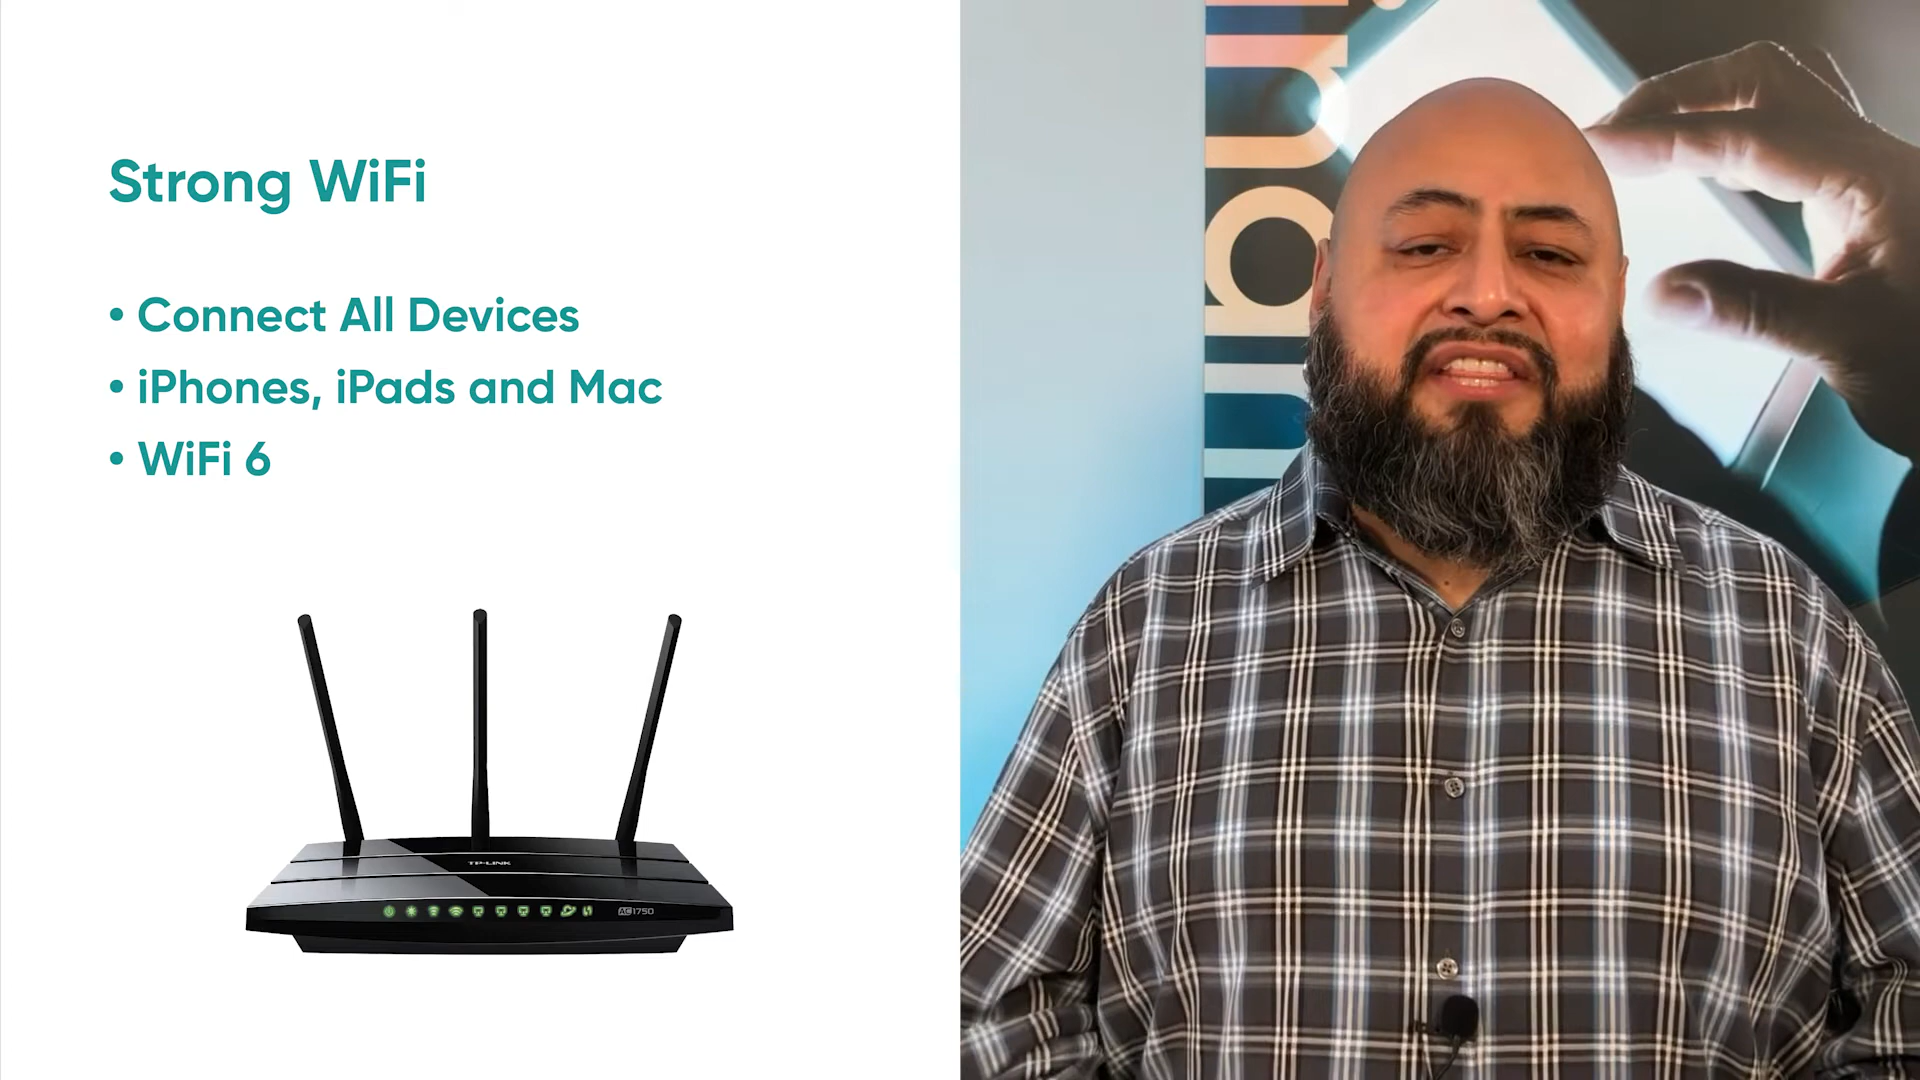 Strong WiFi
• Connect All Devices
• iPhones, iPads and Mac
• WiFi 6
TP-LINK
AC1750